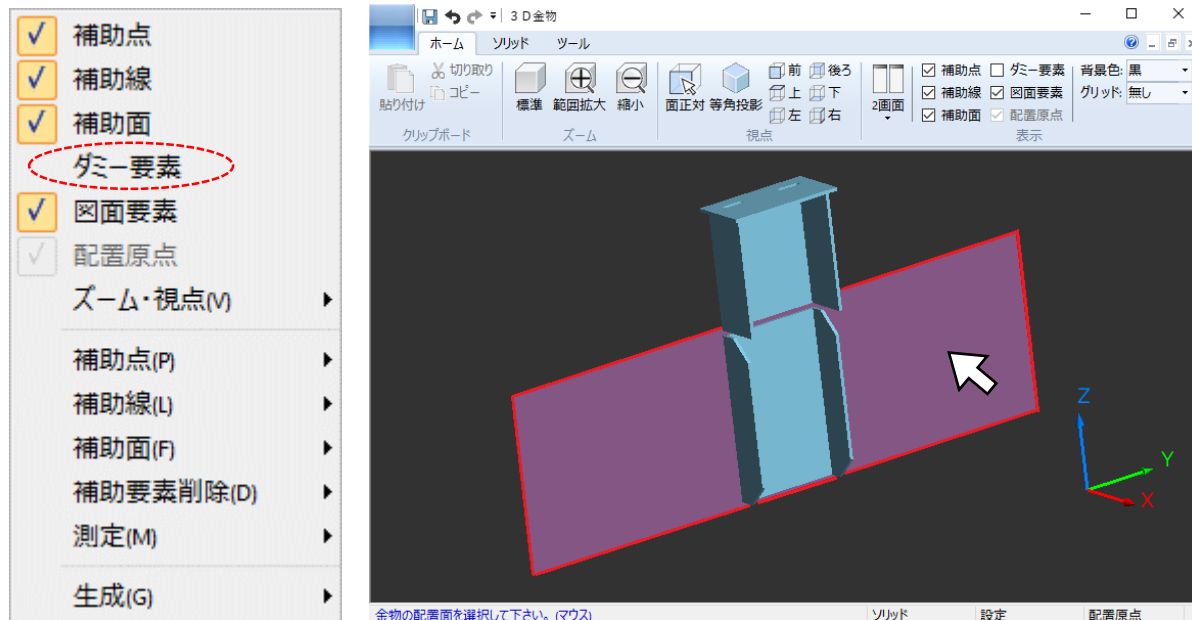 補助点
補助線
補助面
ダミー要素
図面要素
配置原点
ズーム・視点(V)
補助点(P)
補助線(L)
補助面(F)
補助要素削除(D)
測定(M)
生成(G)
3D金物
ホーム ソリッド ツール
貼り付け
切り取り
コピー
クリップボード
標準 範囲拡大 縮小
ズーム
面正対 等角投影
前 後ろ
上 下
左 右
視点
2画面
補助点 ダミー要素
補助線 図面要素
補助面 配置原点
背景色: 黒
グリッド: 無し
表示
Z
Y
X
金物の配置面を選択して下さい。(マウス)
ソリッド 設定 配置原点